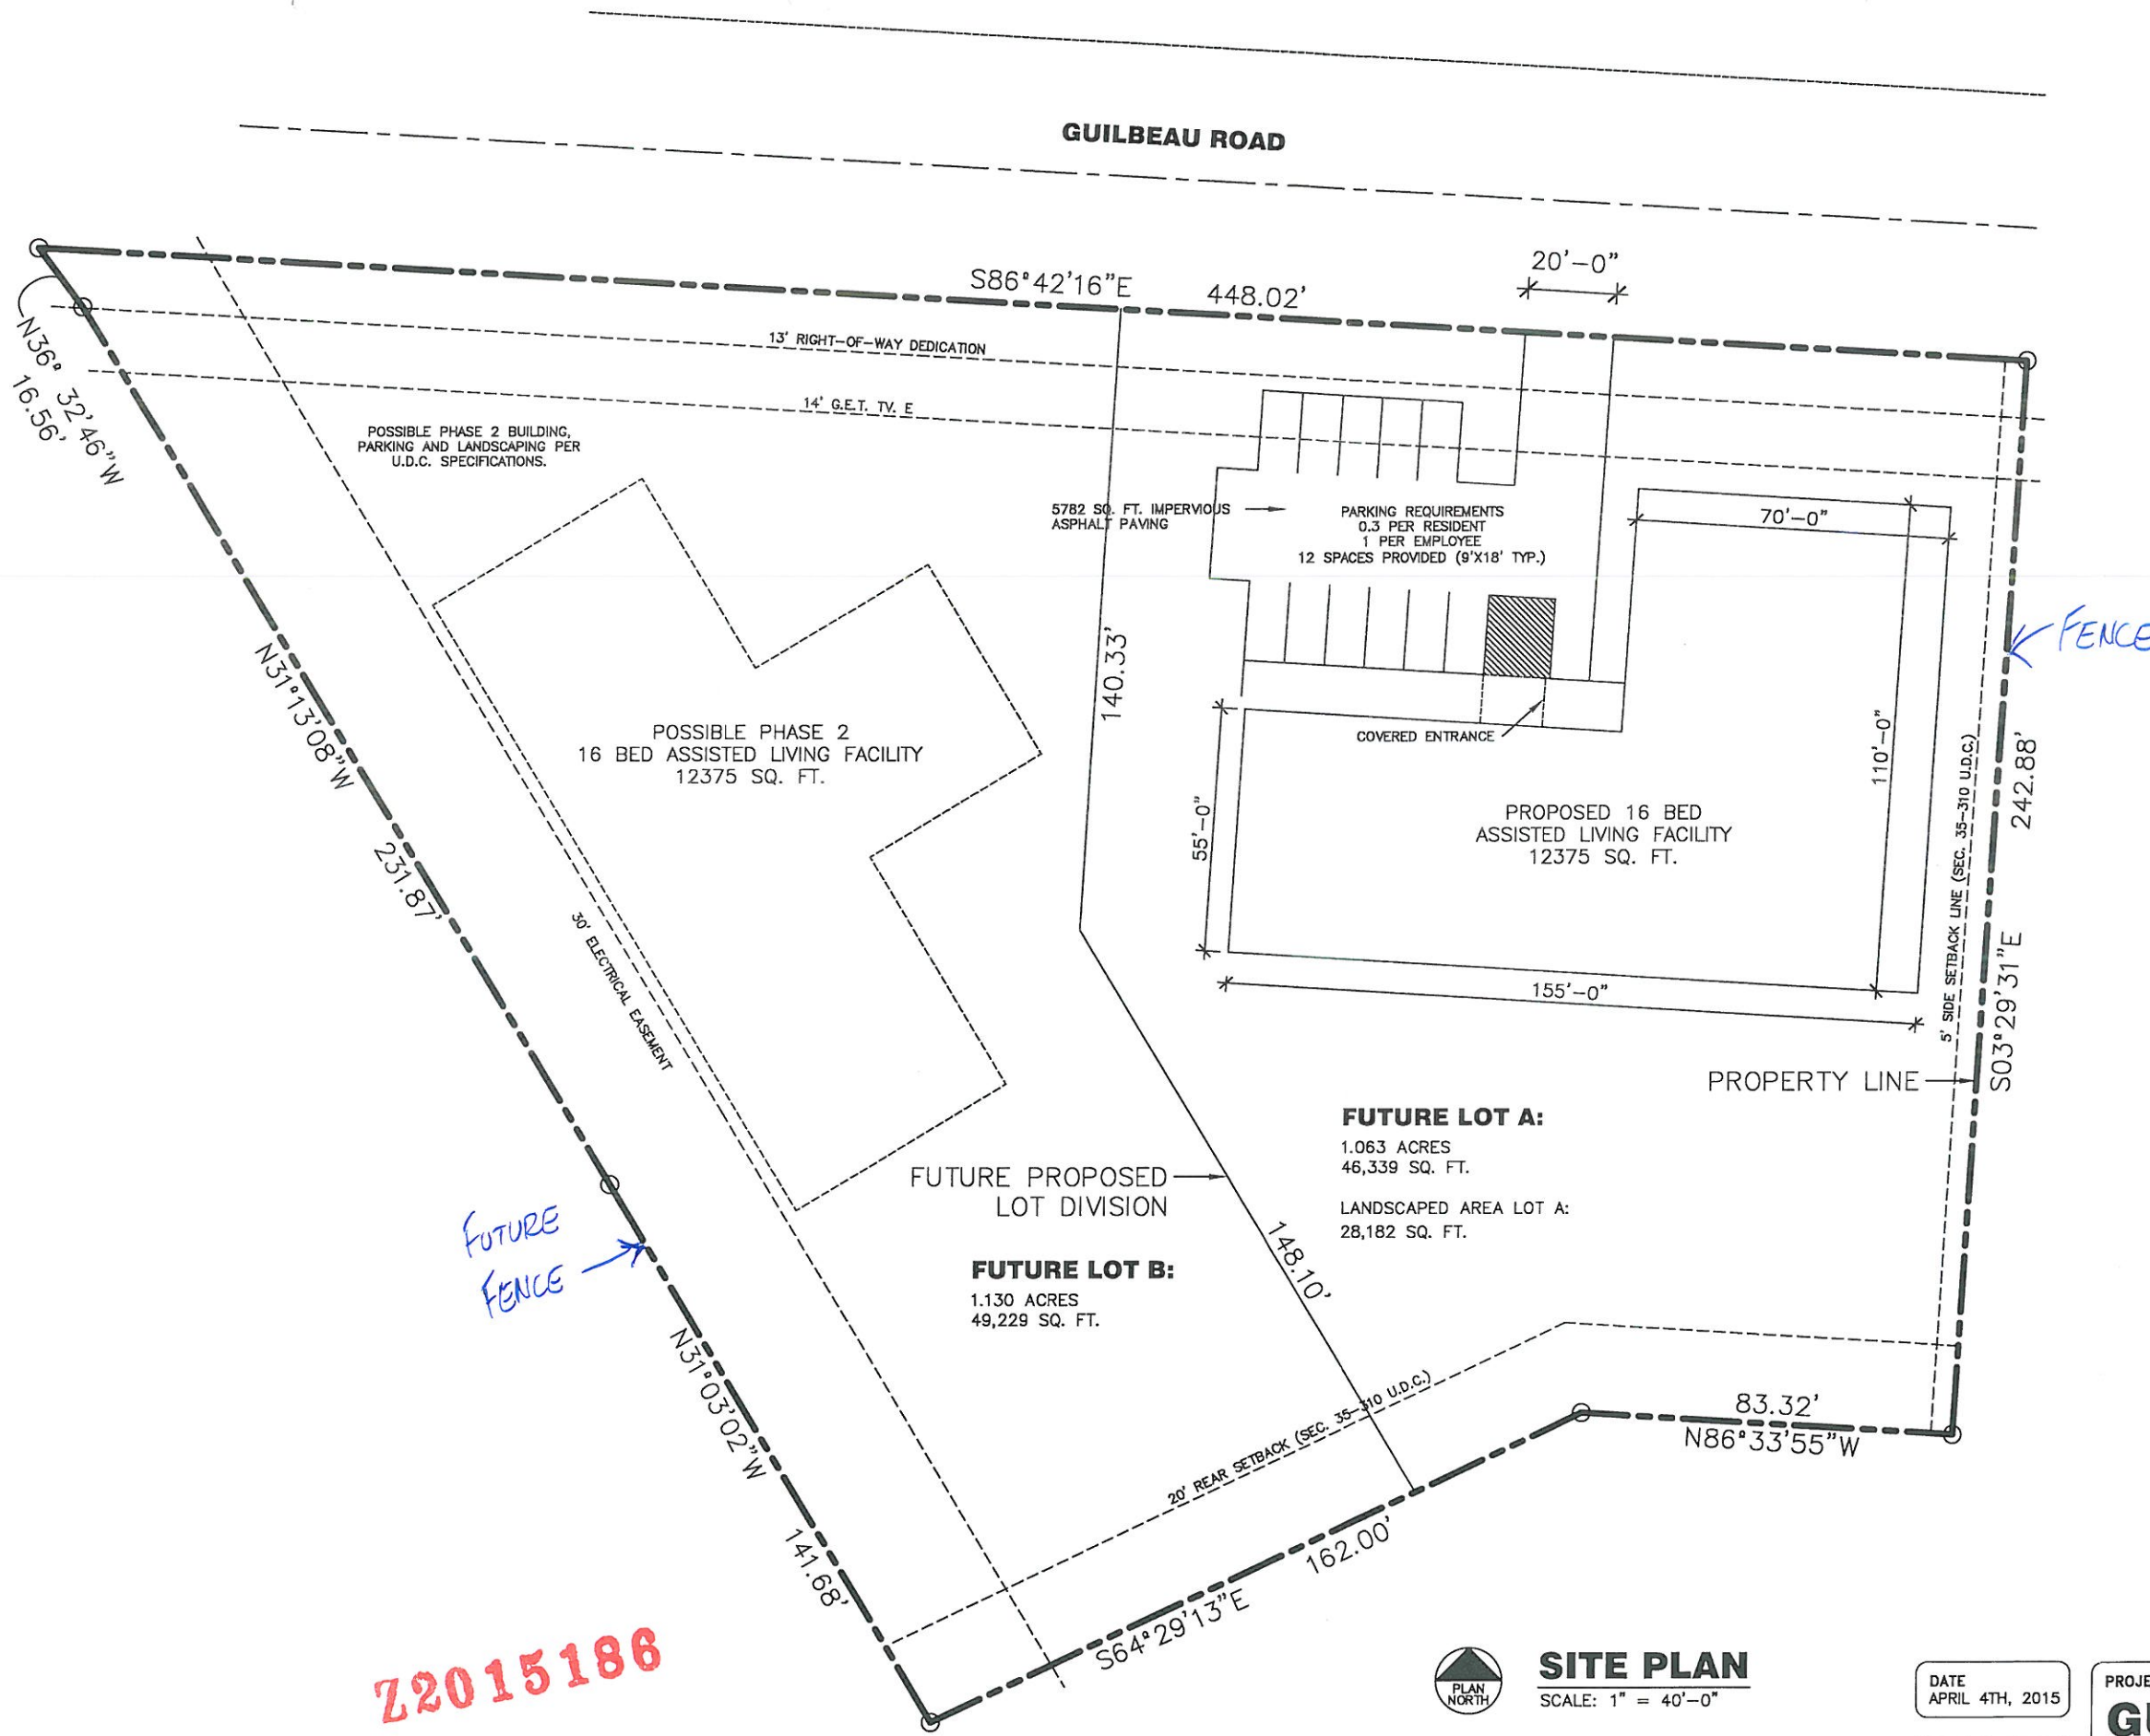 GUILBEAU ROAD
20'-0"
S86°42'16"E 448.02'
13' RIGHT-OF-WAY DEDICATION
14' G.E.T. TV. E
N36° 32'46"W
16.56'
POSSIBLE PHASE 2 BUILDING,
PARKING AND LANDSCAPING PER
U.D.C. SPECIFICATIONS.
5782 SQ. FT. IMPERVIOUS
ASPHALT PAVING
PARKING REQUIREMENTS
0.3 PER RESIDENT
1 PER EMPLOYEE
12 SPACES PROVIDED (9'X18' TYP.)
70'-0"
FENCE
N31°13'08"W
231.87'
POSSIBLE PHASE 2
16 BED ASSISTED LIVING FACILITY
12375 SQ. FT.
140.33'
COVERED ENTRANCE
110'-0"
55'-0"
PROPOSED 16 BED
ASSISTED LIVING FACILITY
12375 SQ. FT.
155'-0"
5' SIDE SETBACK LINE (SEC. 35-310 U.D.C.)
S03°29'31"E 242.88'
30' ELECTRICAL EASEMENT
PROPERTY LINE
FUTURE LOT A:
1.063 ACRES
46,339 SQ. FT.
LANDSCAPED AREA LOT A:
28,182 SQ. FT.
FUTURE PROPOSED
LOT DIVISION
148.10'
FUTURE
FENCE
FUTURE LOT B:
1.130 ACRES
49,229 SQ. FT.
N31°03'02"W
141.68'
20' REAR SETBACK (SEC. 35-310 U.D.C.)
83.32'
N86°33'55"W
S64°29'13"E 162.00'
Z2015186
PLAN
NORTH
SITE PLAN
SCALE: 1" = 40'-0"
DATE
APRIL 4TH, 2015